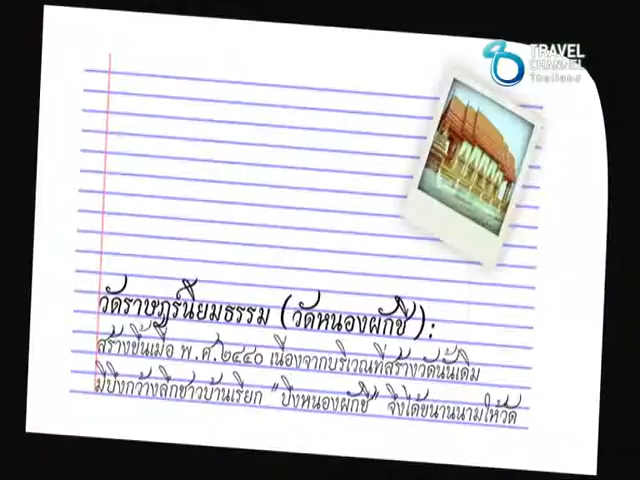 TRAVEL
CHANNEL
Thailand
วัดราษฎร์นิยมธรรม (วัดหนองผักชี):
สร้างขึ้นเมื่อ พ.ศ.๒๔๔๐ เนื่องจากบริเวณที่สร้างวัดนั้นเดิม
มีบึงกว้างลึกชาวบ้านเรียก "บึงหนองผักชี" จึงได้ขนานนามให้วัด